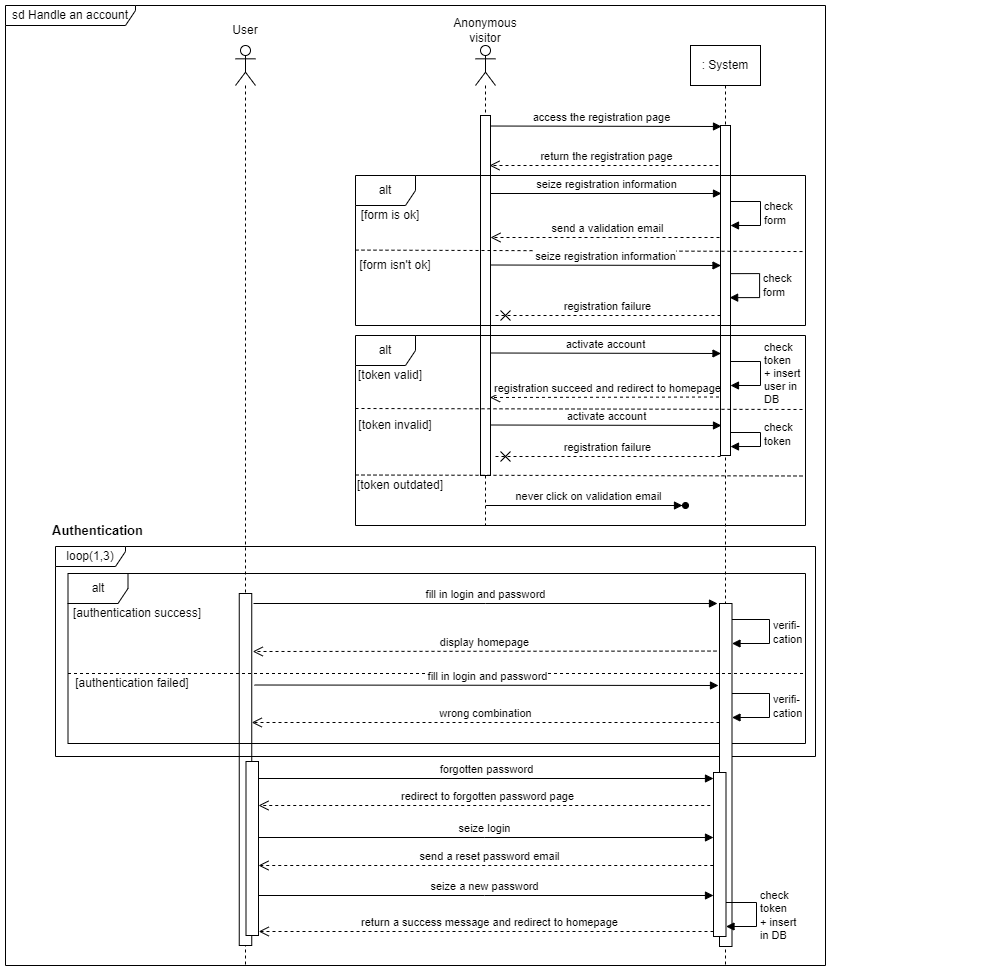 sd Handle an account
User
Anonymous
visitor
: System
access the registration page
return the registration page
alt
seize registration information
[form is ok]
check
form
send a validation email
seize registration information
[form isn't ok]
check
form
registration failure
alt
activate account
[token valid]
check
token
+ insert
user in
DB
registration succeed and redirect to homepage
activate account
[token invalid]
check
token
registration failure
[token outdated]
never click on validation email
Authentication
loop(1,3)
alt
fill in login and password
[authentication success]
verifi-
cation
display homepage
fill in login and password
[authentication failed]
verifi-
cation
wrong combination
forgotten password
redirect to forgotten password page
seize login
send a reset password email
seize a new password
check
token
+ insert
in DB
return a success message and redirect to homepage